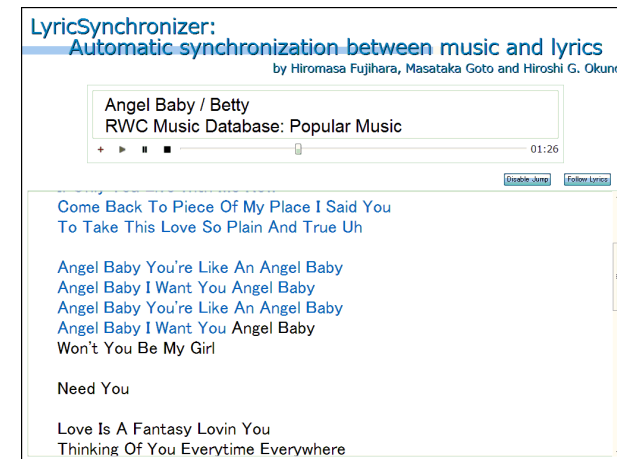 LyricSynchronizer:
Automatic synchronization between music and lyrics
by Hiromasa Fujihara, Masataka Goto and Hiroshi G. Okuno
Angel Baby / Betty
RWC Music Database: Popular Music
01:26
Disable Jump Follow Lyrics
Come Back To Piece Of My Place I Said You
To Take This Love So Plain And True Uh
Angel Baby You're Like An Angel Baby
Angel Baby I Want You Angel Baby
Angel Baby You're Like An Angel Baby
Angel Baby I Want You Angel Baby
Won't You Be My Girl
Need You
Love Is A Fantasy Lovin You
Thinking Of You Everytime Everywhere